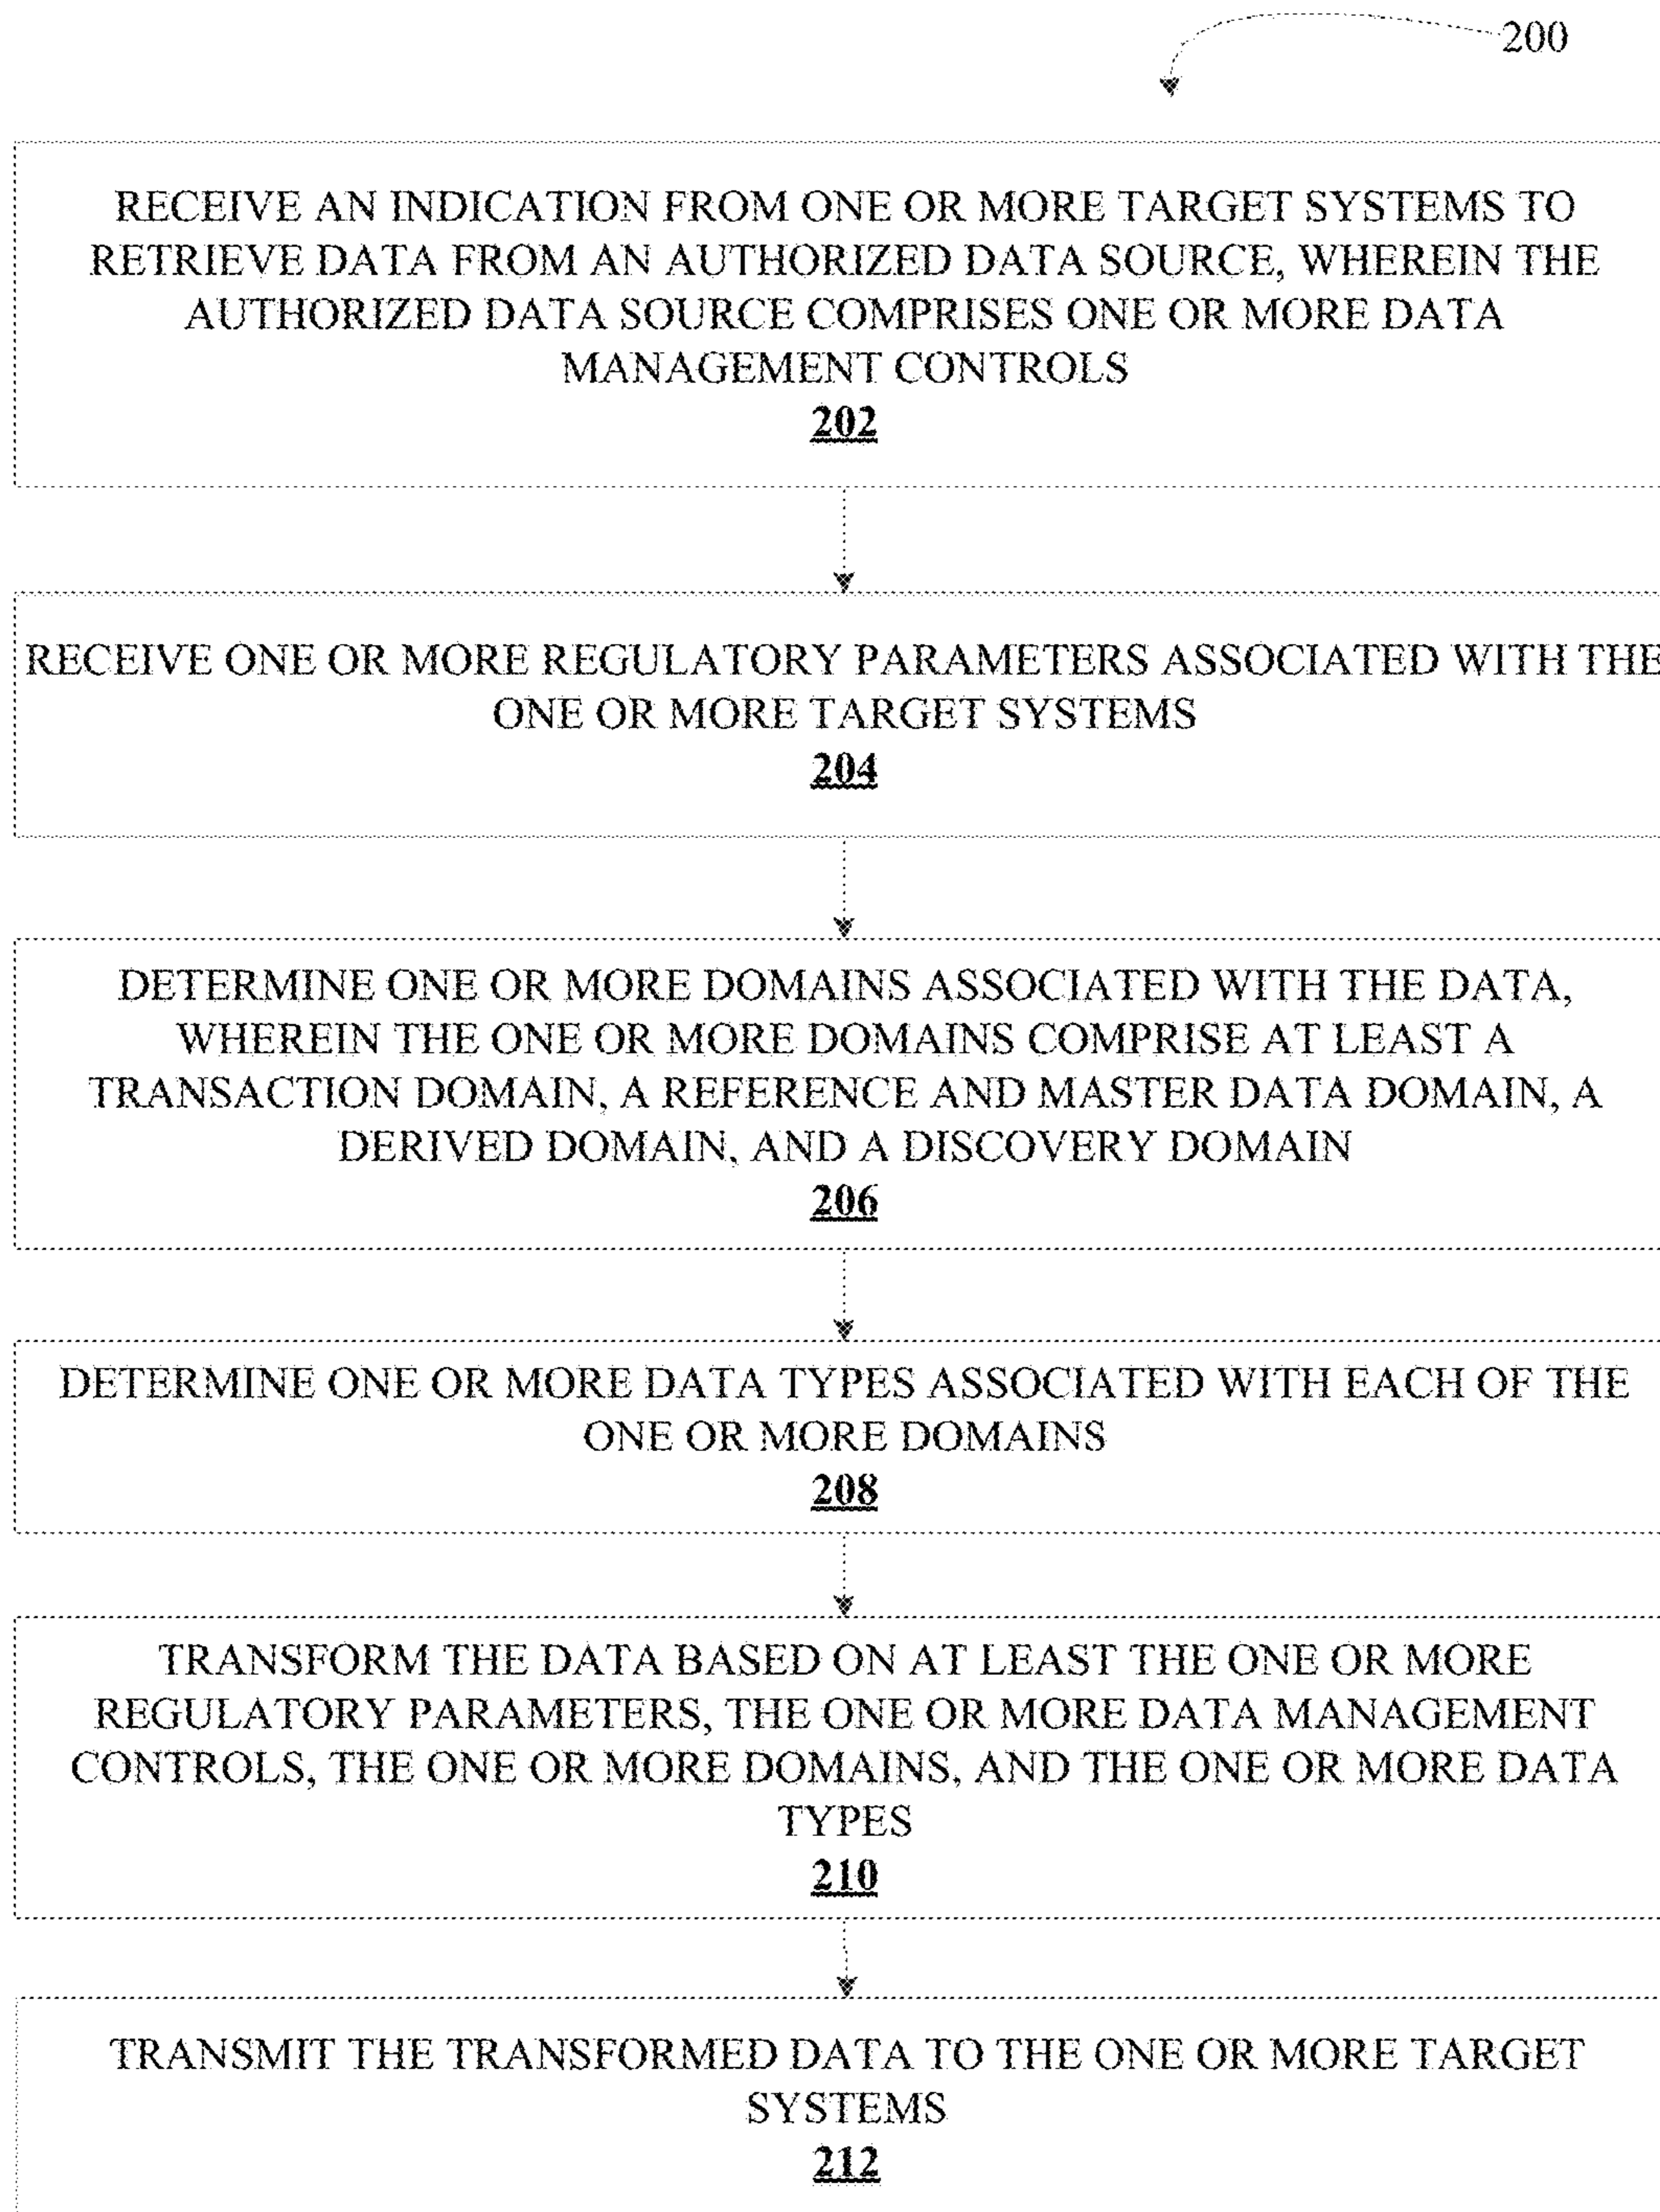 200
RECEIVE AN INDICATION FROM ONE OR MORE TARGET SYSTEMS TO
RETRIEVE DATA FROM AN AUTHORIZED DATA SOURCE, WHEREIN THE
AUTHORIZED DATA SOURCE COMPRISES ONE OR MORE DATA
MANAGEMENT CONTROLS
202
RECEIVE ONE OR MORE REGULATORY PARAMETERS ASSOCIATED WITH THE
ONE OR MORE TARGET SYSTEMS
204
DETERMINE ONE OR MORE DOMAINS ASSOCIATED WITH THE DATA,
WHEREIN THE ONE OR MORE DOMAINS COMPRISE AT LEAST A
TRANSACTION DOMAIN, A REFERENCE AND MASTER DATA DOMAIN, A
DERIVED DOMAIN, AND A DISCOVERY DOMAIN
206
DETERMINE ONE OR MORE DATA TYPES ASSOCIATED WITH EACH OF THE
ONE OR MORE DOMAINS
208
TRANSFORM THE DATA BASED ON AT LEAST THE ONE OR MORE
REGULATORY PARAMETERS, THE ONE OR MORE DATA MANAGEMENT
CONTROLS, THE ONE OR MORE DOMAINS, AND THE ONE OR MORE DATA
TYPES
210
TRANSMIT THE TRANSFORMED DATA TO THE ONE OR MORE TARGET
SYSTEMS
212